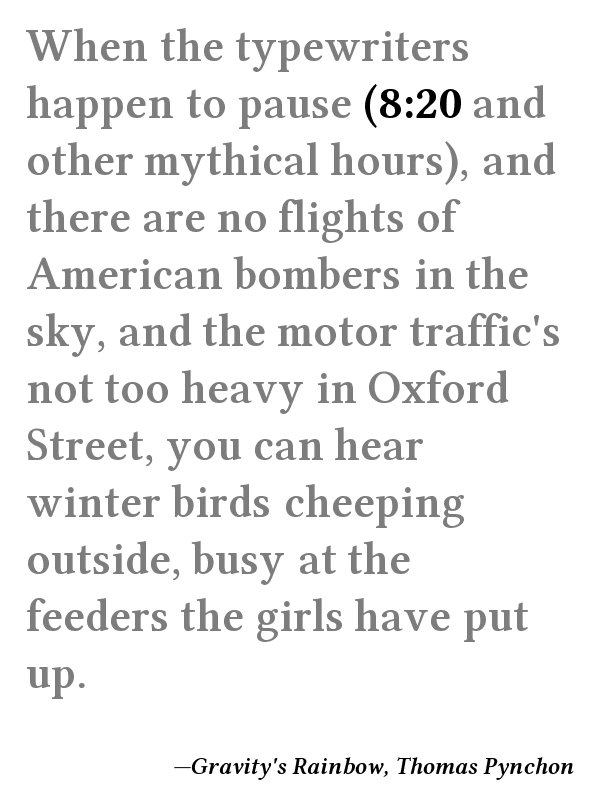 When the typewriters
happen to pause (8:20 and
other mythical hours), and
there are no flights of
American bombers in the
sky, and the motor traffic's
not too heavy in Oxford
Street, you can hear
winter birds cheeping
outside, busy at the
feeders the girls have put
up.
—Gravity's Rainbow, Thomas Pynchon